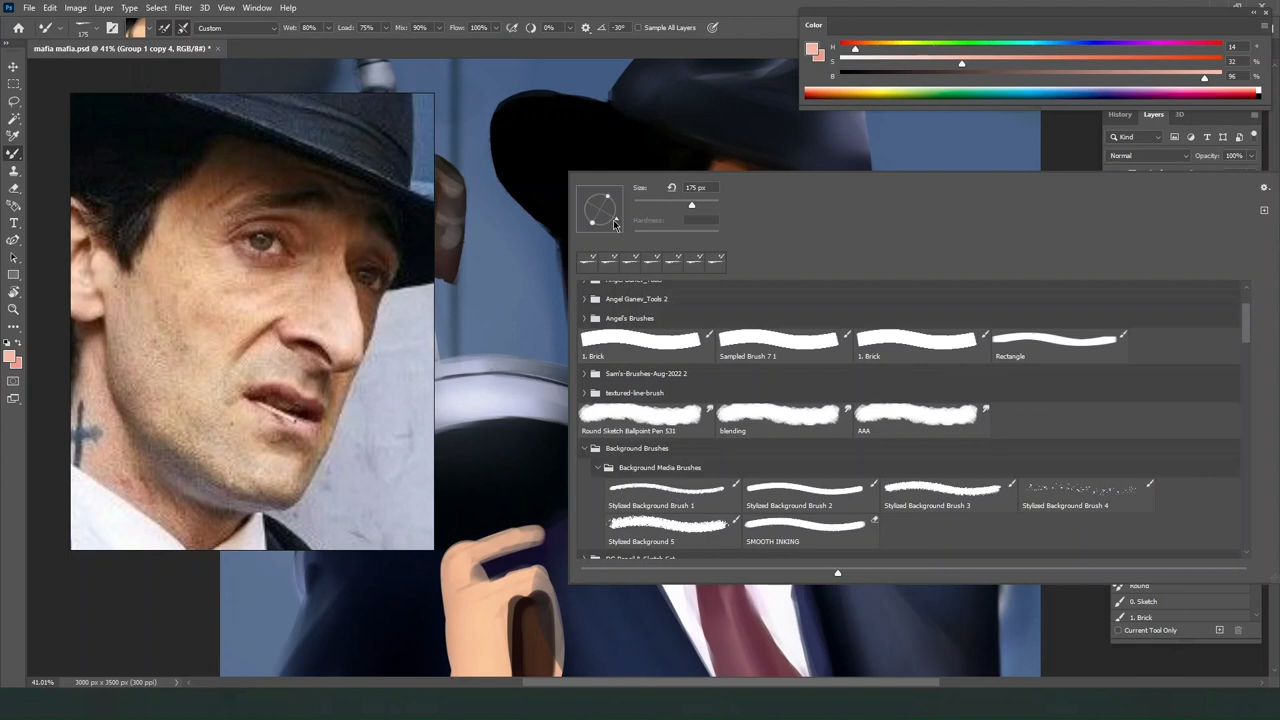 Ps File Edit Image Layer Type Select Filter 3D View Window Help
175 Custom Wet: 80% Load: 75% Mix: 90% Flow: 100% 0% -30° Sample All Layers
mafia mafia.psd @ 41% (Group 1 copy 4, RGB/8#) * ×
Color
H 14 °
S 32 %
B 96 %
History Layers 3D
Kind
Normal Opacity: 100%
Size: 175 px
Hardness:
Angel Ganev_Tools
Angel Ganev_Tools 2
Angel's Brushes
1. Brick Sampled Brush 7 1 1. Brick Rectangle
Sam's-Brushes-Aug-2022 2
textured-line-brush
Round Sketch Ballpoint Pen 531 blending AAA
Background Brushes
Background Media Brushes
Stylized Background Brush 1 Stylized Background Brush 2 Stylized Background Brush 3 Stylized Background Brush 4
Stylized Background 5 SMOOTH INKING
Round
0. Sketch
1. Brick
Current Tool Only
41.01% 3000 px x 3500 px (300 ppi)